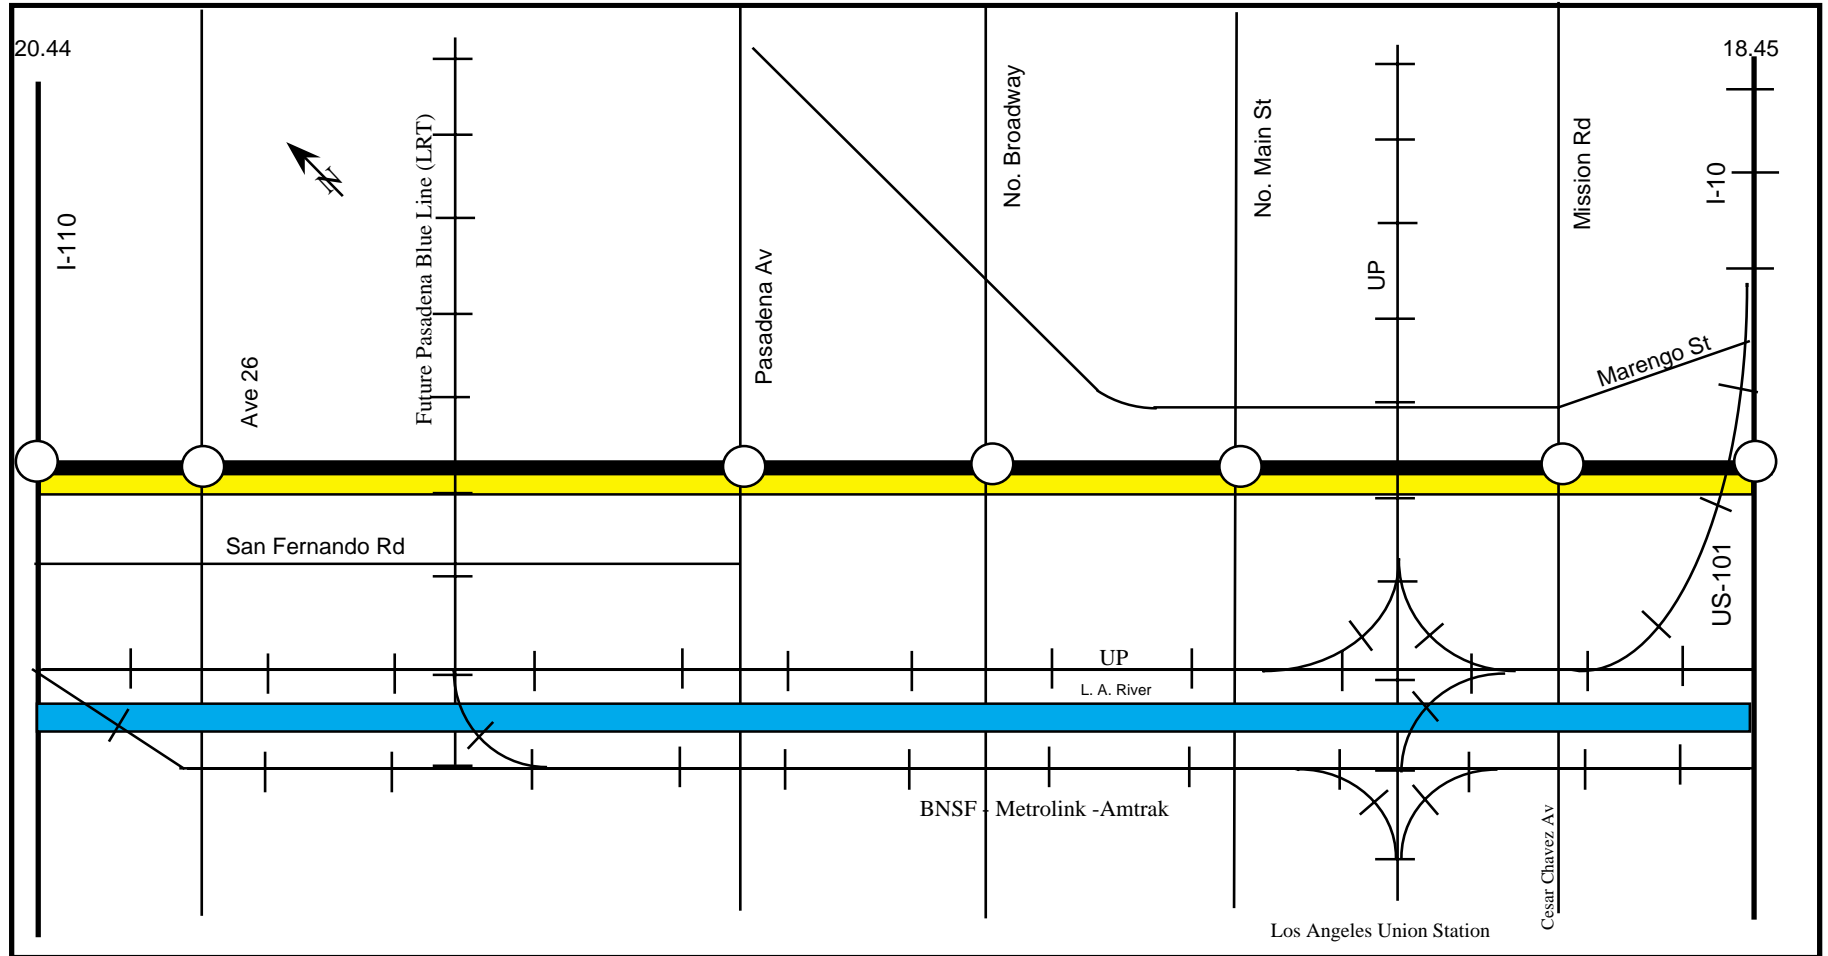 20.44
18.45
I-110
Ave 26
N
Future Pasadena Blue Line (LRT)
Pasadena Av
No. Broadway
No. Main St
UP
Mission Rd
I-10
Marengo St
San Fernando Rd
US-101
UP
L. A. River
BNSF - Metrolink -Amtrak
Cesar Chavez Av
Los Angeles Union Station